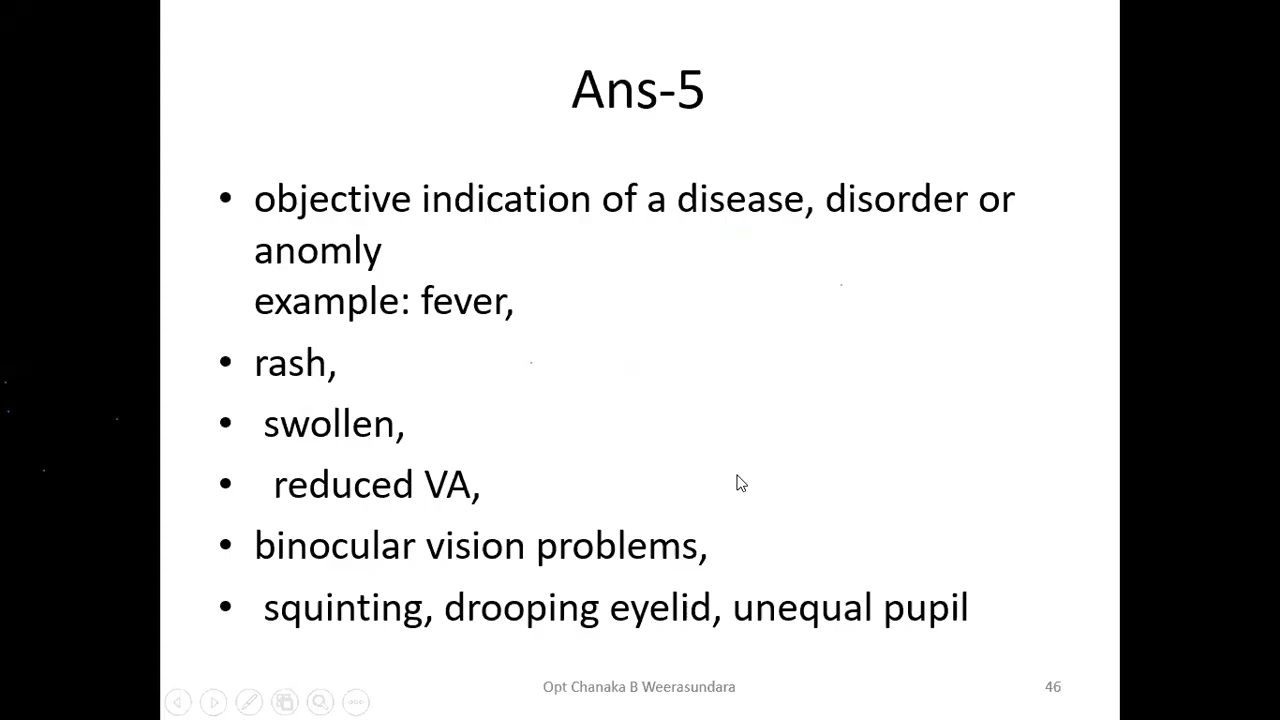 Ans-5
• objective indication of a disease, disorder or
anomly
example: fever,
• rash,
• swollen,
• reduced VA,
• binocular vision problems,
• squinting, drooping eyelid, unequal pupil
Opt Chanaka B Weerasundara
46